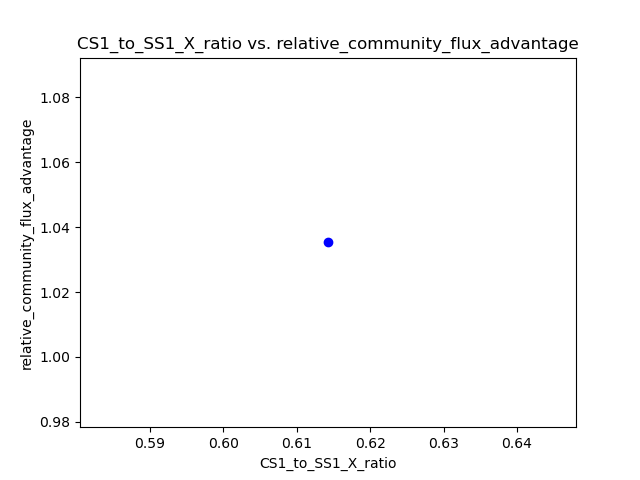 CS1_to_SS1_X_ratio vs. relative_community_flux_advantage
relative_community_flux_advantage
1.08
1.06
1.04
1.02
1.00
0.98
0.59 0.60 0.61 0.62 0.63 0.64
CS1_to_SS1_X_ratio